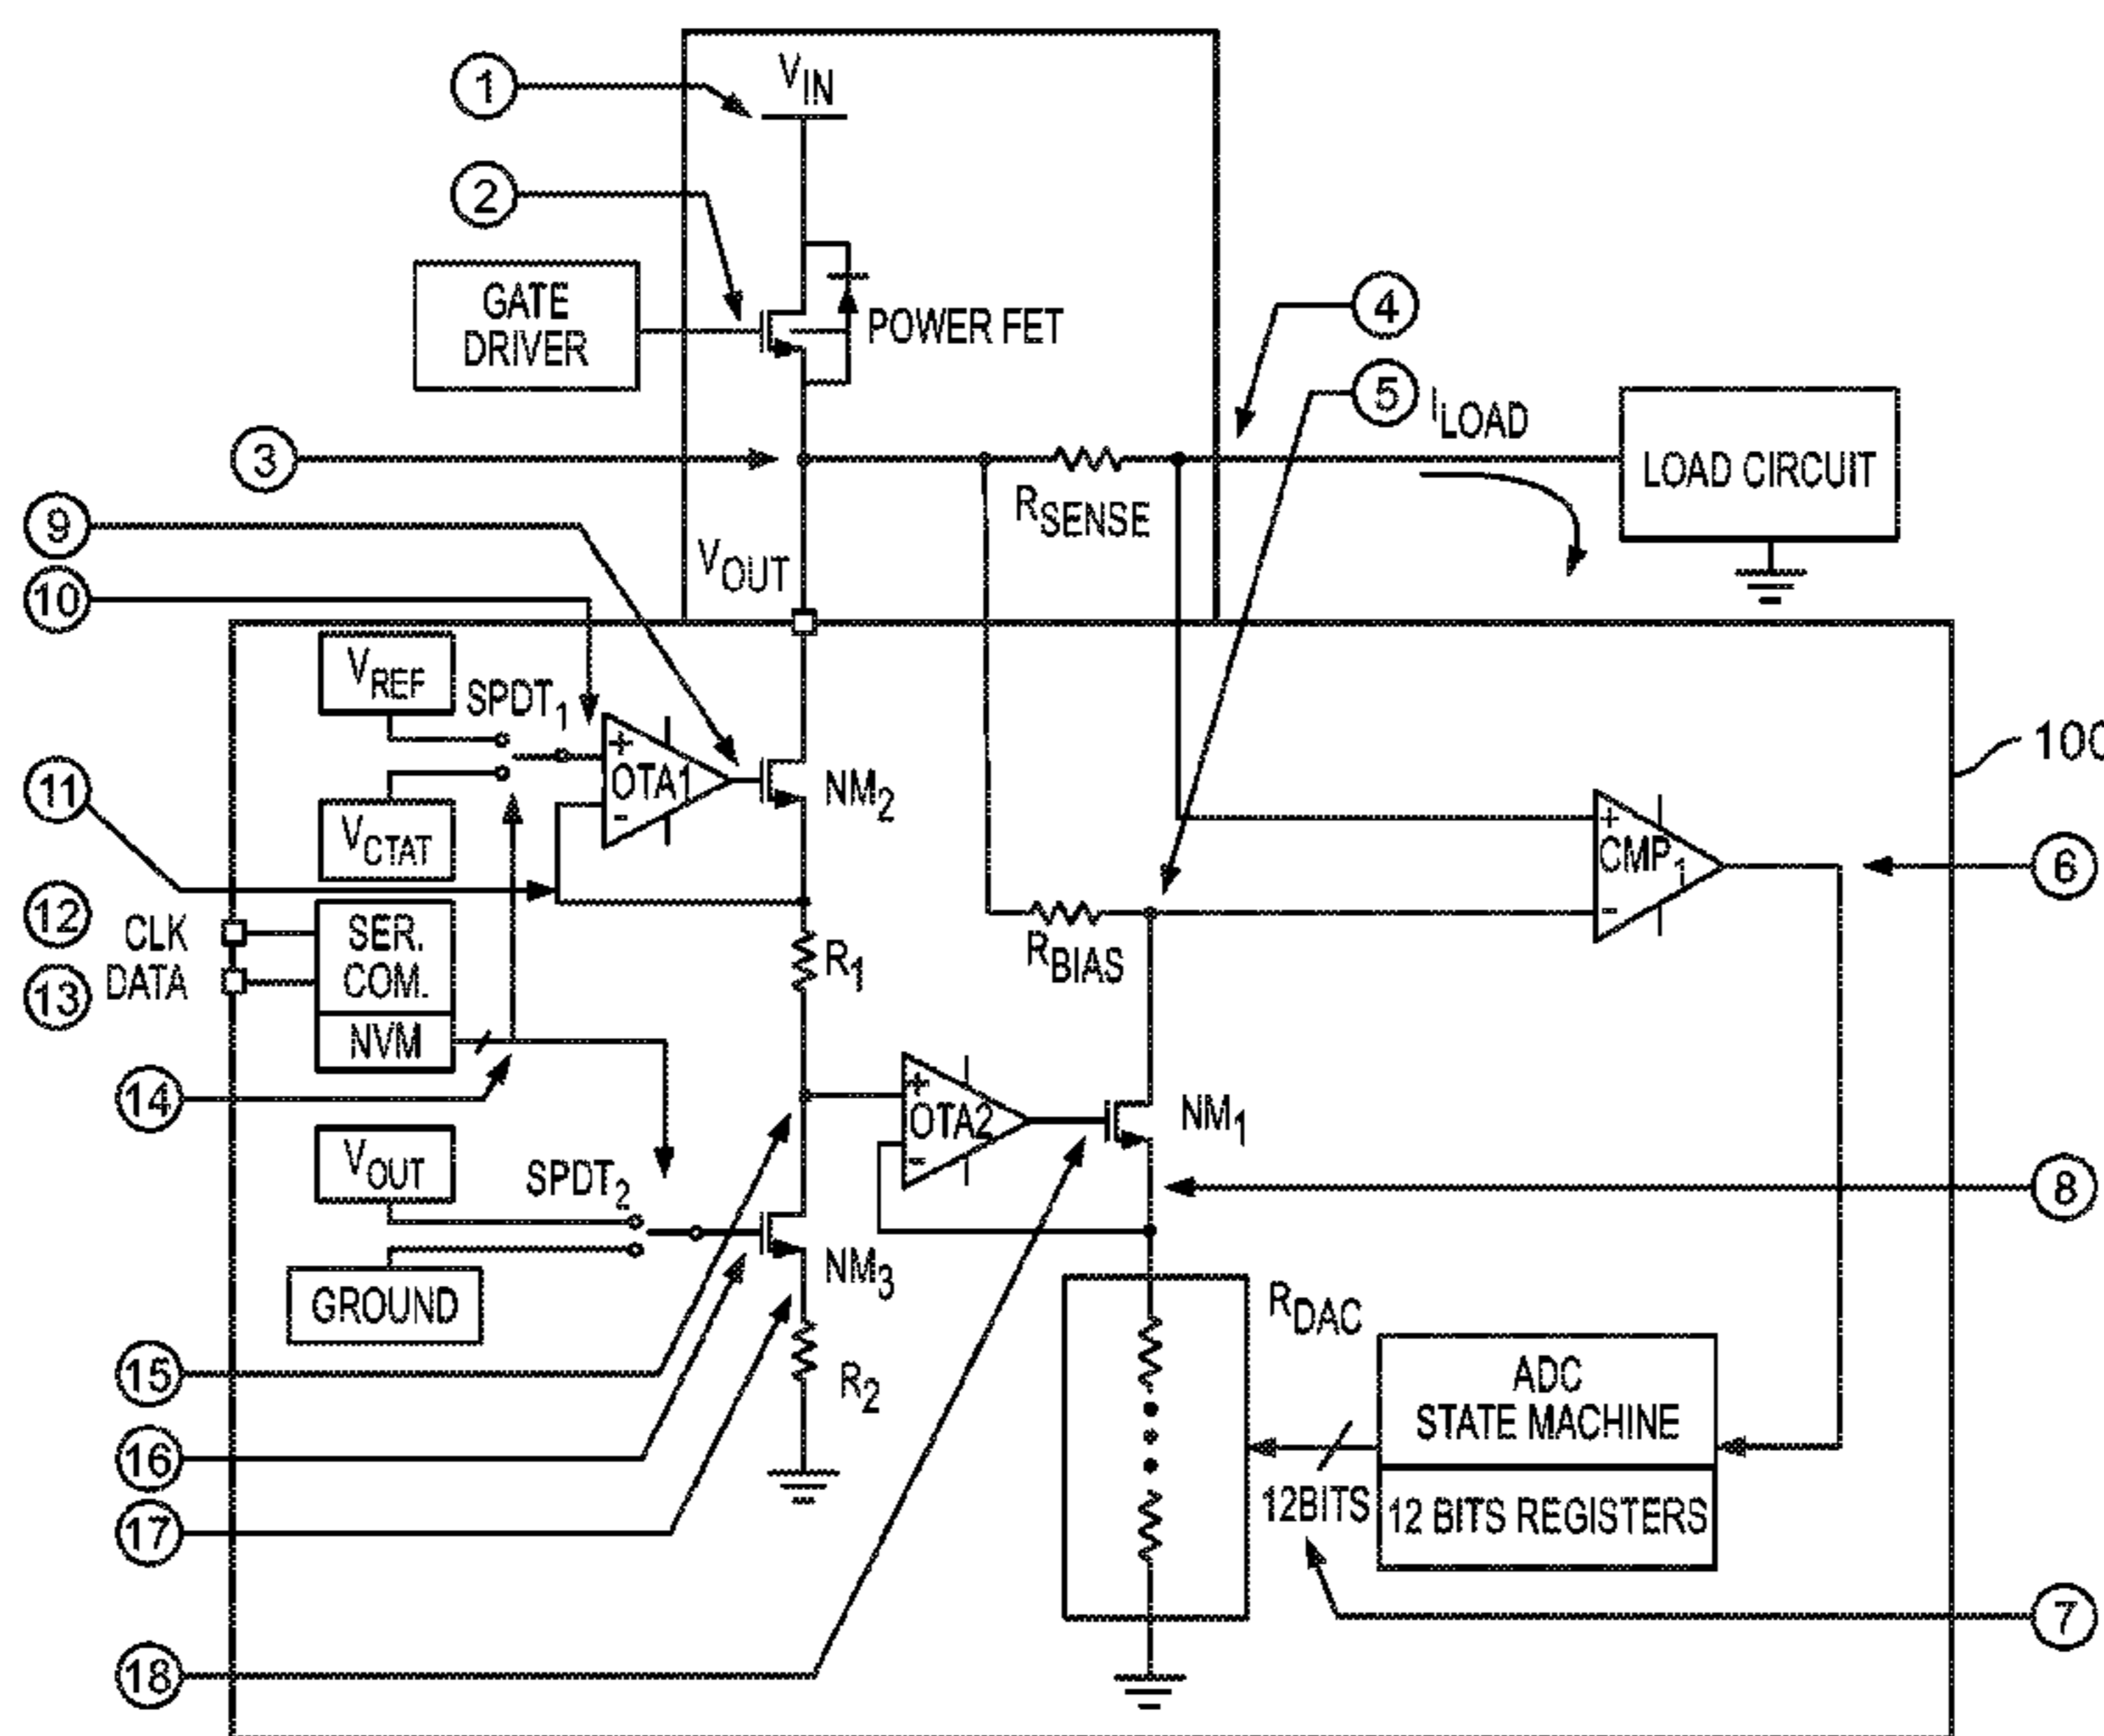 1
V_IN
2
GATE
DRIVER
POWER FET
4
5
I_LOAD
3
LOAD CIRCUIT
R_SENSE
9
V_OUT
10
V_REF
SPDT_1
+
OTA1
-
NM_2
100
11
V_CTAT
+
CMP_1
-
6
12
CLK
SER.
COM.
R_1
R_BIAS
13
DATA
NVM
14
+
OTA2
-
NM_1
V_OUT
SPDT_2
8
NM_3
GROUND
R_DAC
15
R_2
ADC
STATE MACHINE
16
12BITS
12 BITS REGISTERS
17
7
18